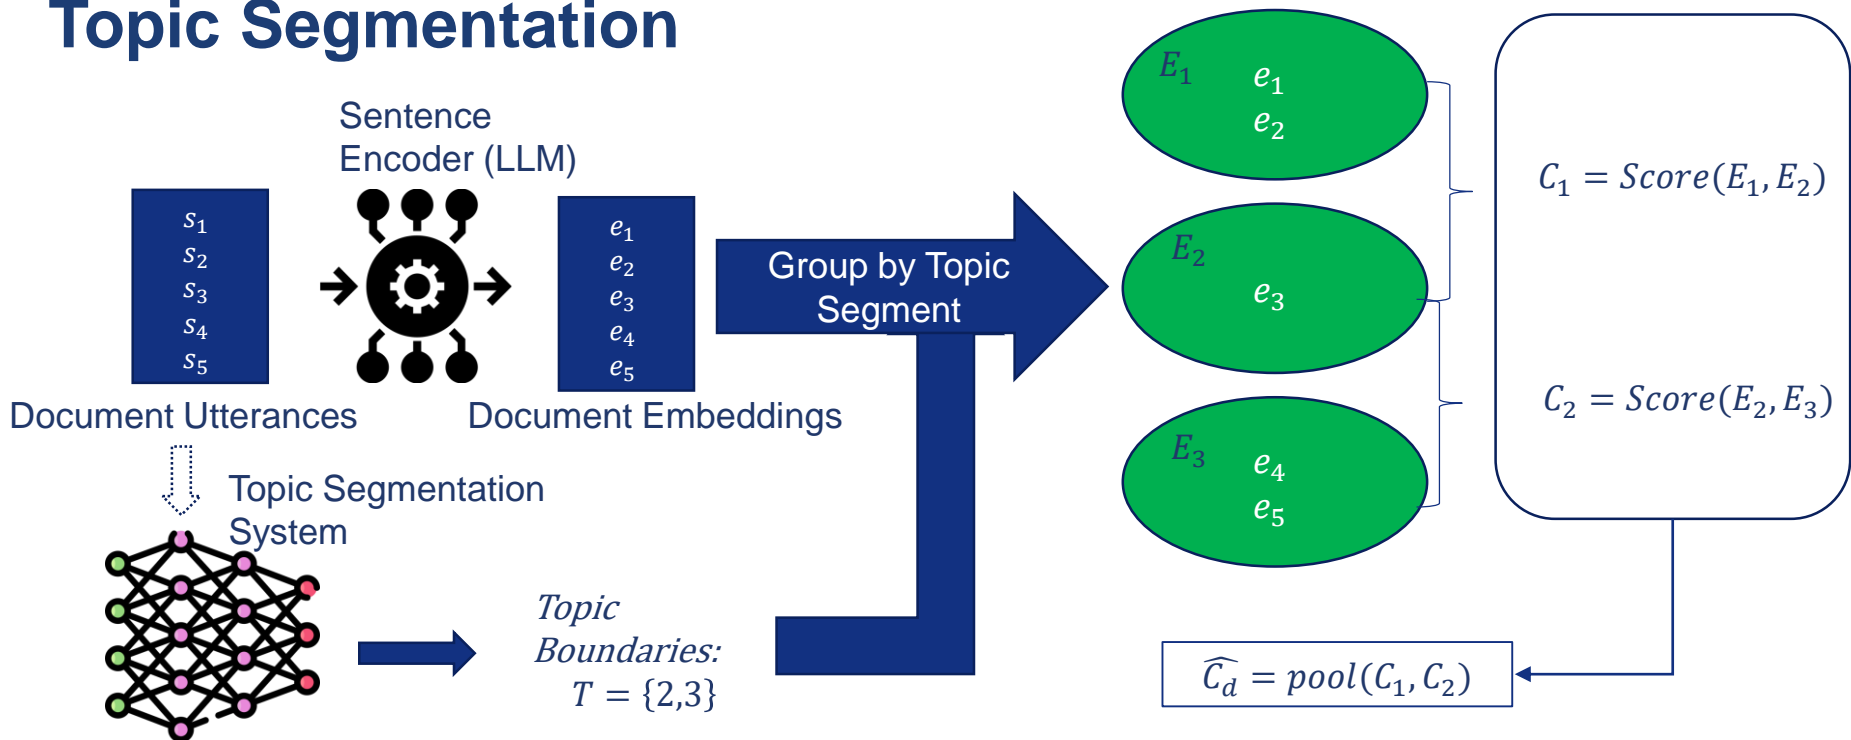 Topic Segmentation
Sentence
Encoder (LLM)
s₁
s₂
s₃
s₄
s₅
e₁
e₂
e₃
e₄
e₅
Document Utterances
Document Embeddings
Group by Topic
Segment
Topic Segmentation
System
Topic
Boundaries:
T = {2,3}
E₁
e₁
e₂
E₂
e₃
E₃
e₄
e₅
C₁ = Score(E₁, E₂)
C₂ = Score(E₂, E₃)
Ĉ_d = pool(C₁, C₂)